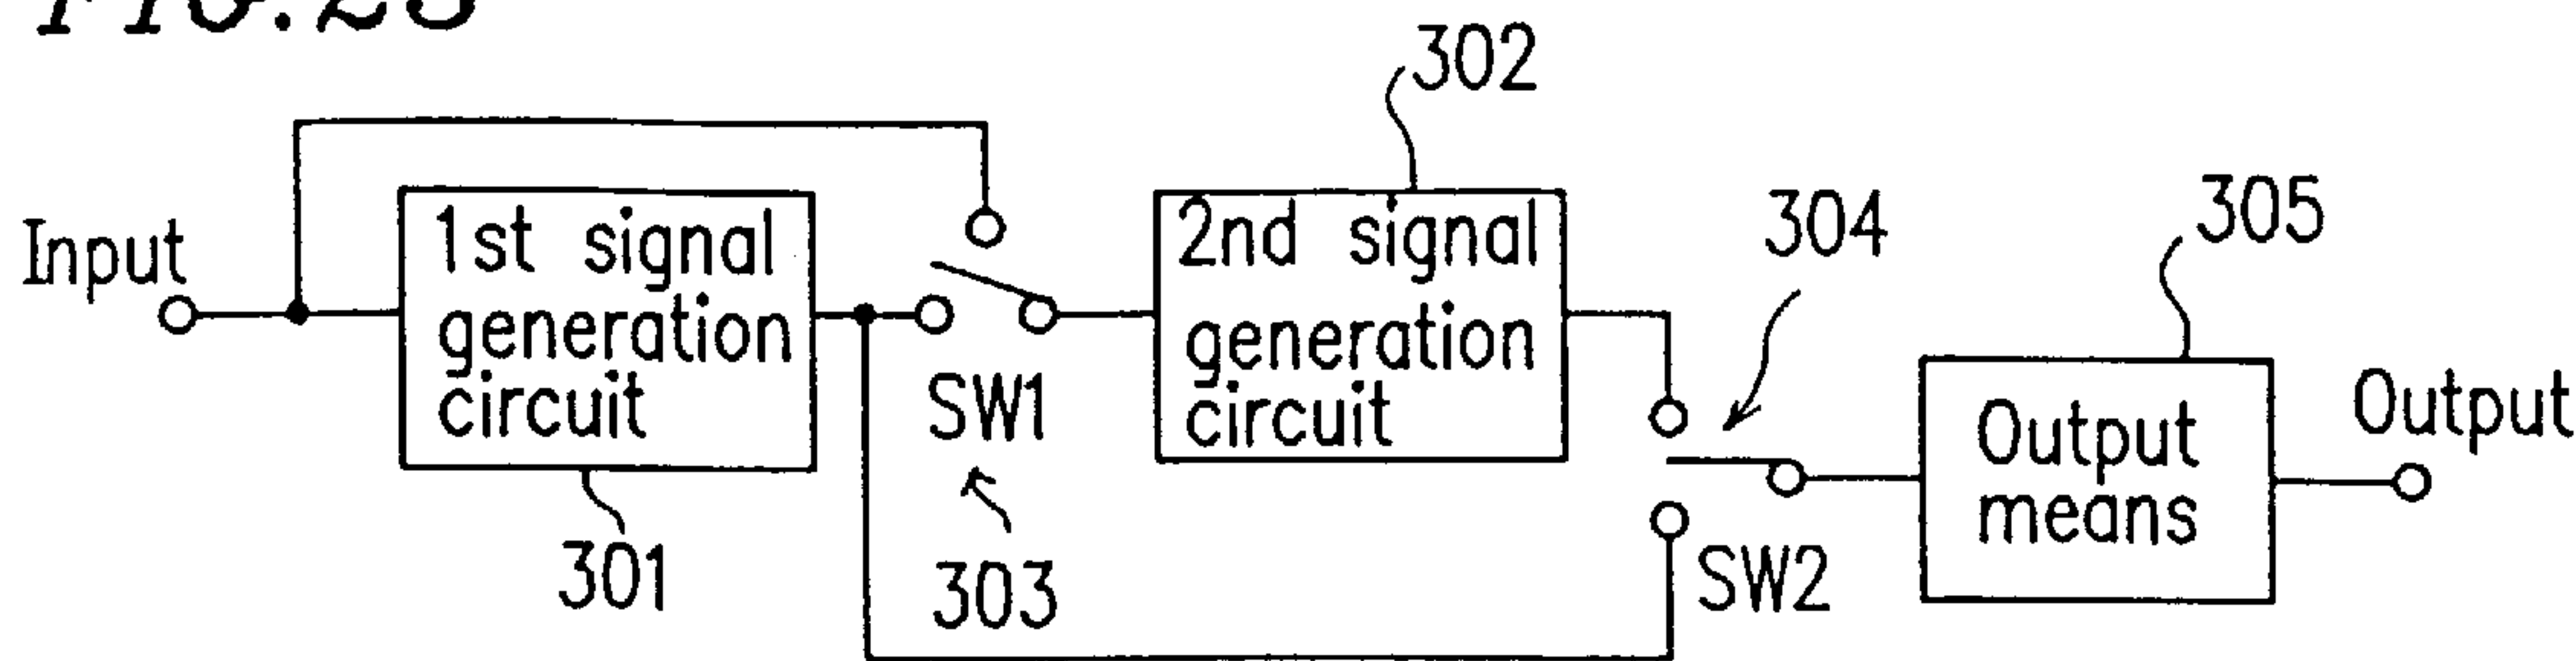 FIG.
302
Input
1st signal
generation
circuit
2nd signal
generation
circuit
304
305
SW1
Output
means
Output
301
303
SW2